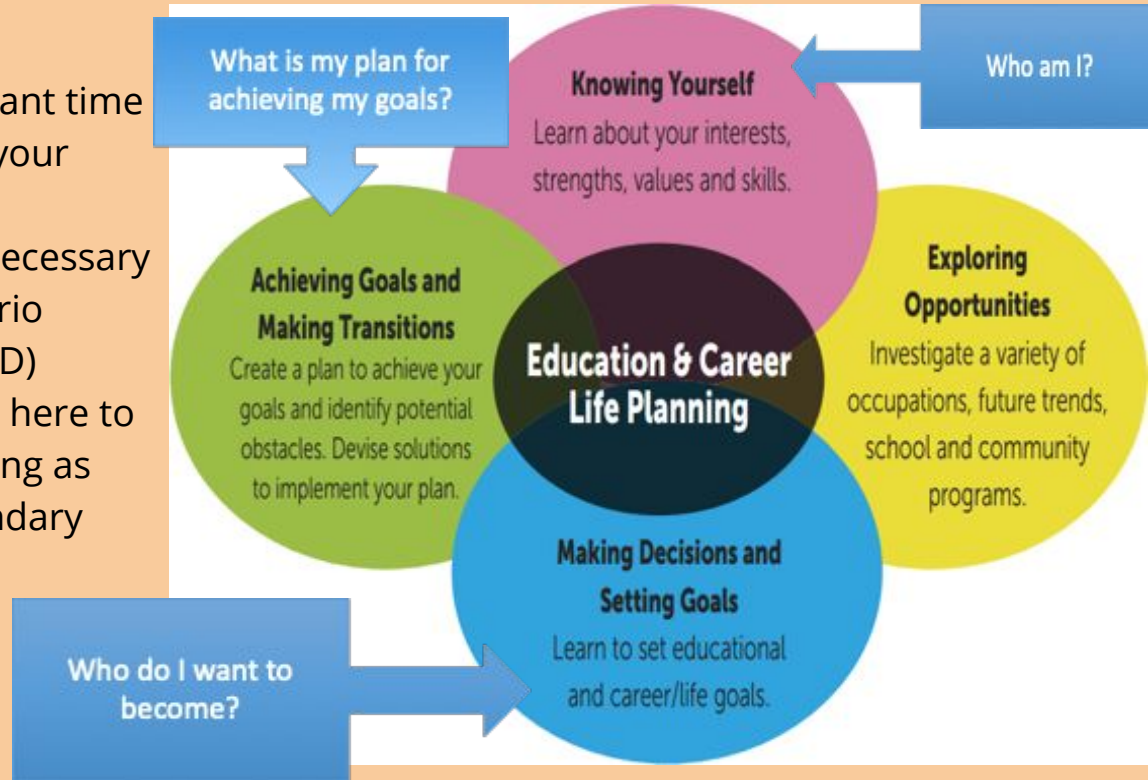 ant time
your
ecessary
rio
D)
here to
ng as
ndary
What is my plan for
achieving my goals?
Knowing Yourself
Learn about your interests,
strengths, values and skills.
Who am I?
Achieving Goals and
Making Transitions
Create a plan to achieve your
goals and identify potential
obstacles. Devise solutions
to implement your plan.
Education & Career
Life Planning
Exploring
Opportunities
Investigate a variety of
occupations, future trends,
school and community
programs.
Making Decisions and
Setting Goals
Learn to set educational
and career/life goals.
Who do I want to
become?